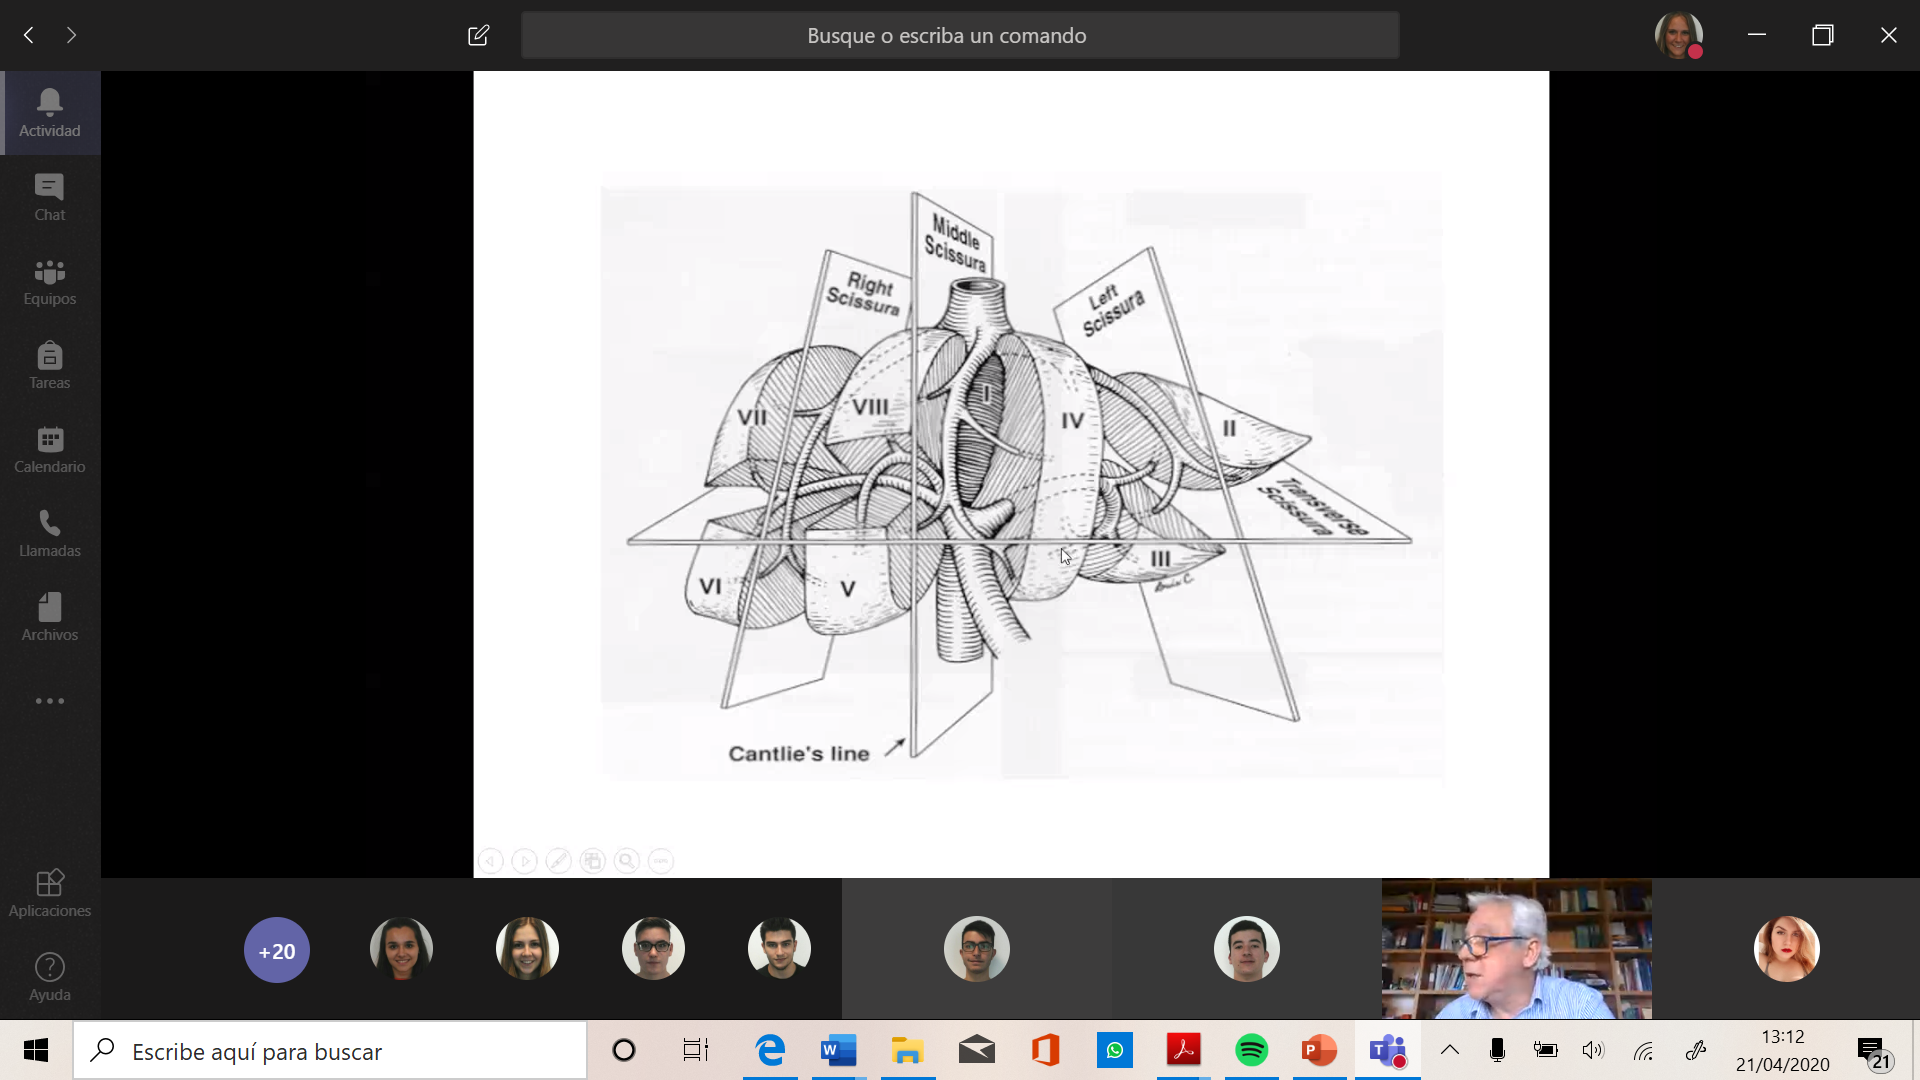 Busque o escriba un comando
Actividad
Chat
Equipos
Tareas
Calendario
Llamadas
Archivos
Aplicaciones
Ayuda
Middle
Scissura
Right
Scissura
Left
Scissura
Transverse
Scissura
VII
VIII
I
IV
II
VI
V
III
Cantlie's line
+20
Escribe aquí para buscar
13:12
21/04/2020
21